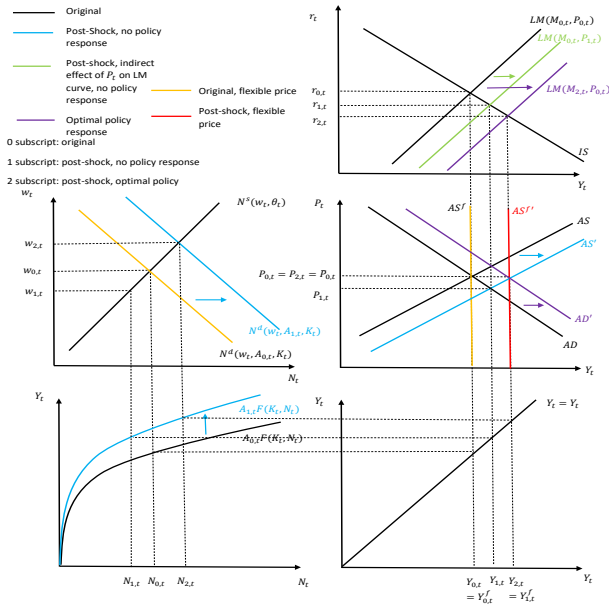 Original
Post-Shock, no policy
response
Post-shock, indirect
effect of P_t on LM
curve, no policy
response
Original, flexible price
Optimal policy
response
Post-shock, flexible
price
0 subscript: original
1 subscript: post-shock, no policy response
2 subscript: post-shock, optimal policy
r_t
LM(M_{0,t}, P_{0,t})
LM(M_{0,t}, P_{1,t})
LM(M_{2,t}, P_{0,t})
r_{0,t}
r_{1,t}
r_{2,t}
IS
Y_t
w_t
N^s(w_t, θ_t)
w_{2,t}
w_{0,t}
w_{1,t}
N^d(w_t, A_{1,t}, K_t)
N^d(w_t, A_{0,t}, K_t)
N_t
P_t
AS^f
AS^{f'}
AS
AS'
P_{0,t} = P_{2,t} = P_{0,t}
P_{1,t}
AD'
AD
Y_t
Y_t
A_{1,t}F(K_t, N_t)
A_{0,t}F(K_t, N_t)
N_{1,t} N_{0,t} N_{2,t}
N_t
Y_t
Y_t = Y_t
Y_{0,t} Y_{1,t} Y_{2,t}
= Y^f_{0,t} = Y^f_{1,t}
Y_t